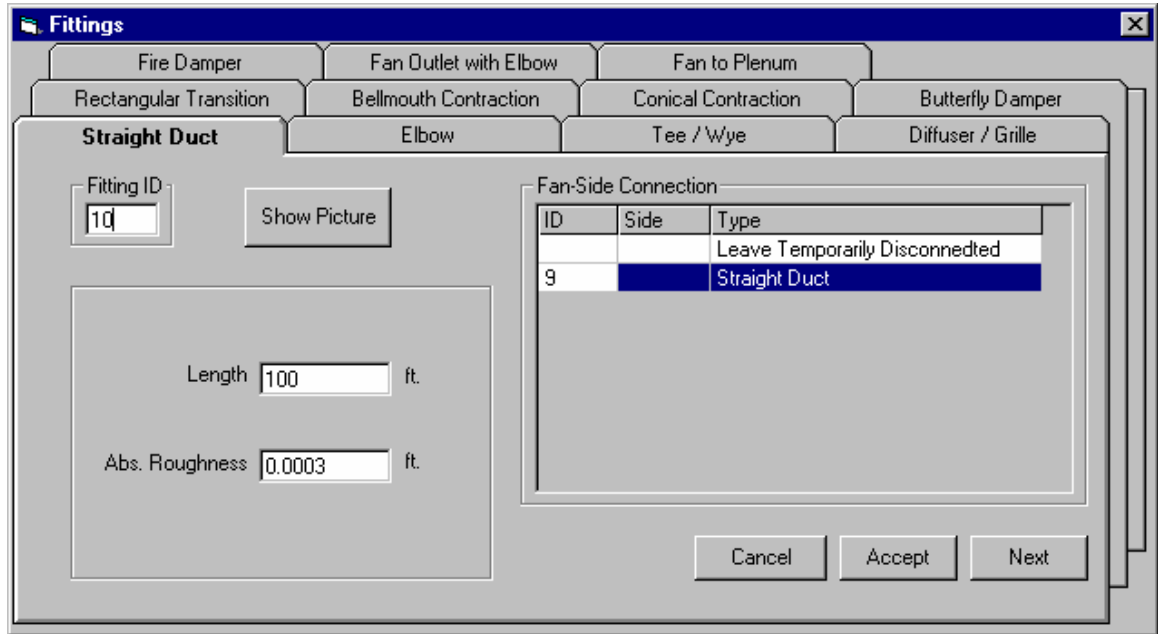 Fittings
Fire Damper Fan Outlet with Elbow Fan to Plenum
Rectangular Transition Bellmouth Contraction Conical Contraction Butterfly Damper
Straight Duct Elbow Tee / Wye Diffuser / Grille
Fitting ID
10
Show Picture
Length 100 ft.
Abs. Roughness 0.0003 ft.
Fan-Side Connection
ID Side Type
Leave Temporarily Disconnedted
9 Straight Duct
Cancel Accept Next